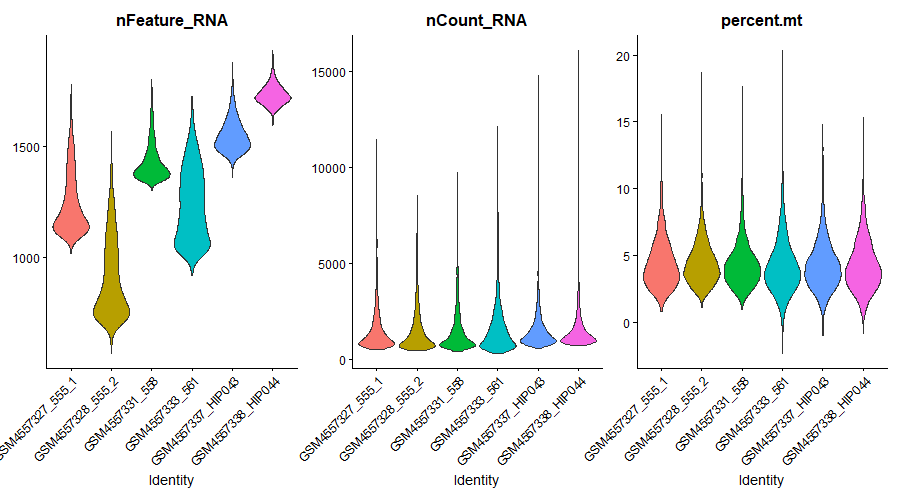 nFeature_RNA
1500
1000
GSM4557327_555_1
GSM4557328_555_2
GSM4557331_558
GSM4557333_561
GSM4557337_HIP043
GSM4557338_HIP044
Identity
nCount_RNA
15000
10000
5000
0
GSM4557327_555_1
GSM4557328_555_2
GSM4557331_558
GSM4557333_561
GSM4557337_HIP043
GSM4557338_HIP044
Identity
percent.mt
20
15
10
5
0
GSM4557327_555_1
GSM4557328_555_2
GSM4557331_558
GSM4557333_561
GSM4557337_HIP043
GSM4557338_HIP044
Identity